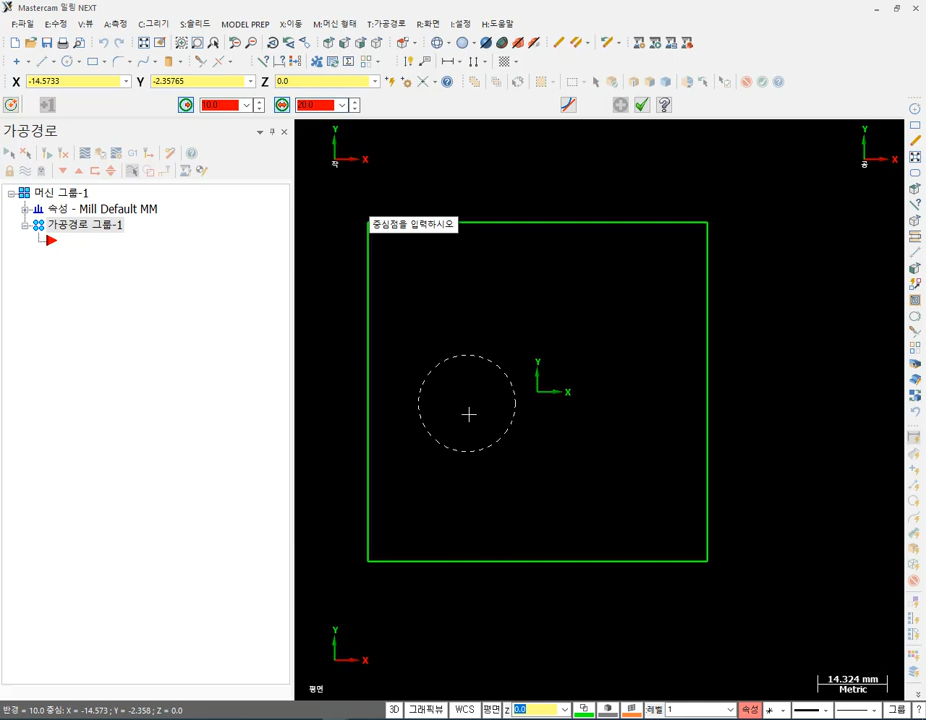 Mastercam 밀링 NEXT
F:파일 E:수정 V:뷰 A:측정 C:그리기 S:솔리드 MODEL PREP X:이동 M:머신 형태 T:가공경로 R:화면 I:설정 H:도움말
X -14.5733 Y -2.35765 Z 0.0
+1 10.0 20.0
가공경로
G1
머신 그룹-1
속성 - Mill Default MM
가공경로 그룹-1
Y Y
X X
중심점을 입력하시오
Y
X
Y
X
평면
14.324 mm
Metric
반경 = 10.0 중심: X = -14.573; Y = -2.358; Z = 0.0
3D 그래픽뷰 WCS 평면 Z 0.0 레벨 1 속성 그룹 ?